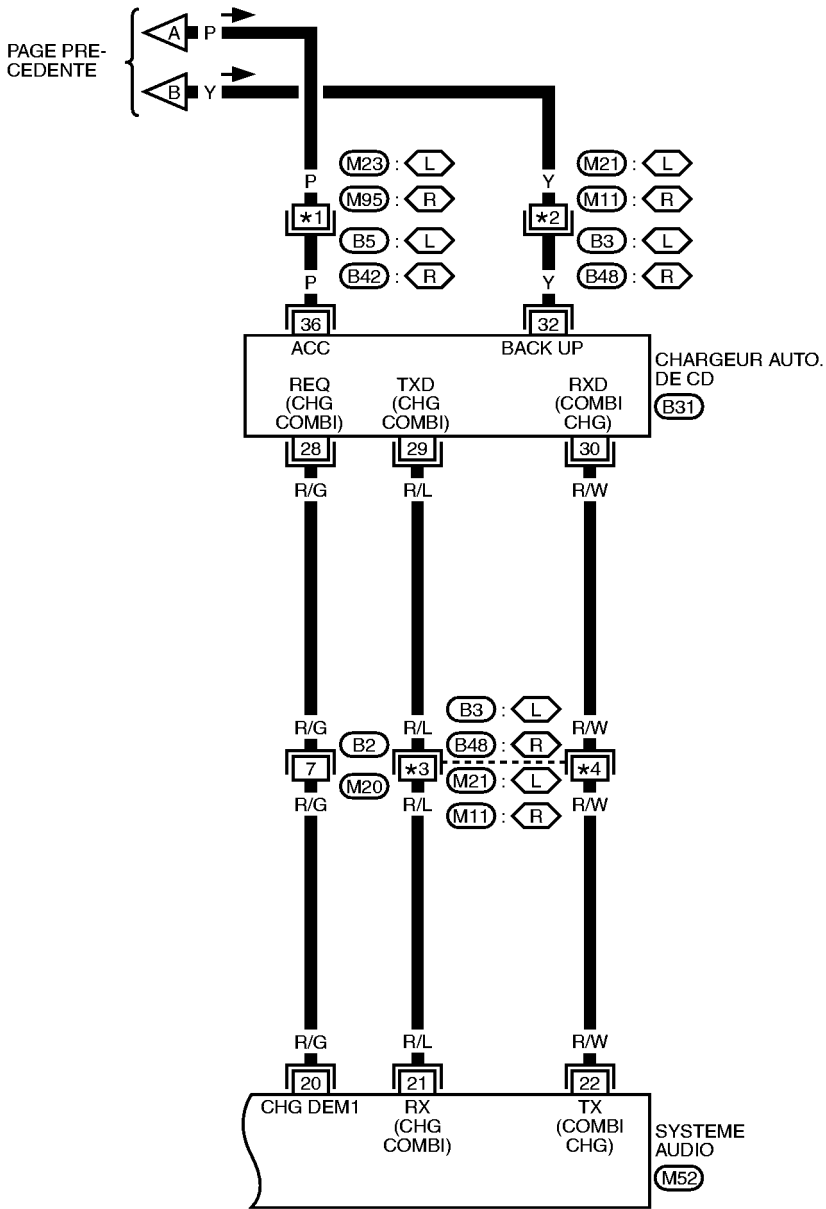 PAGE PRE-
CEDENTE
A P
B Y
P
M23 : L
M95 : R
*1
B5 : L
B42 : R
P
Y
M21 : L
M11 : R
*2
B3 : L
B48 : R
Y
36
32
ACC
BACK UP
REQ
(CHG
COMBI)
TXD
(CHG
COMBI)
RXD
(COMBI
CHG)
CHARGEUR AUTO.
DE CD
B31
28
29
30
R/G
R/L
R/W
R/G
R/L
R/W
B2
M20
B3 : L
B48 : R
M21 : L
M11 : R
7
*3
*4
R/G
R/L
R/W
R/G
R/L
R/W
20
21
22
CHG DEM1
RX
(CHG
COMBI)
TX
(COMBI
CHG)
SYSTEME
AUDIO
M52